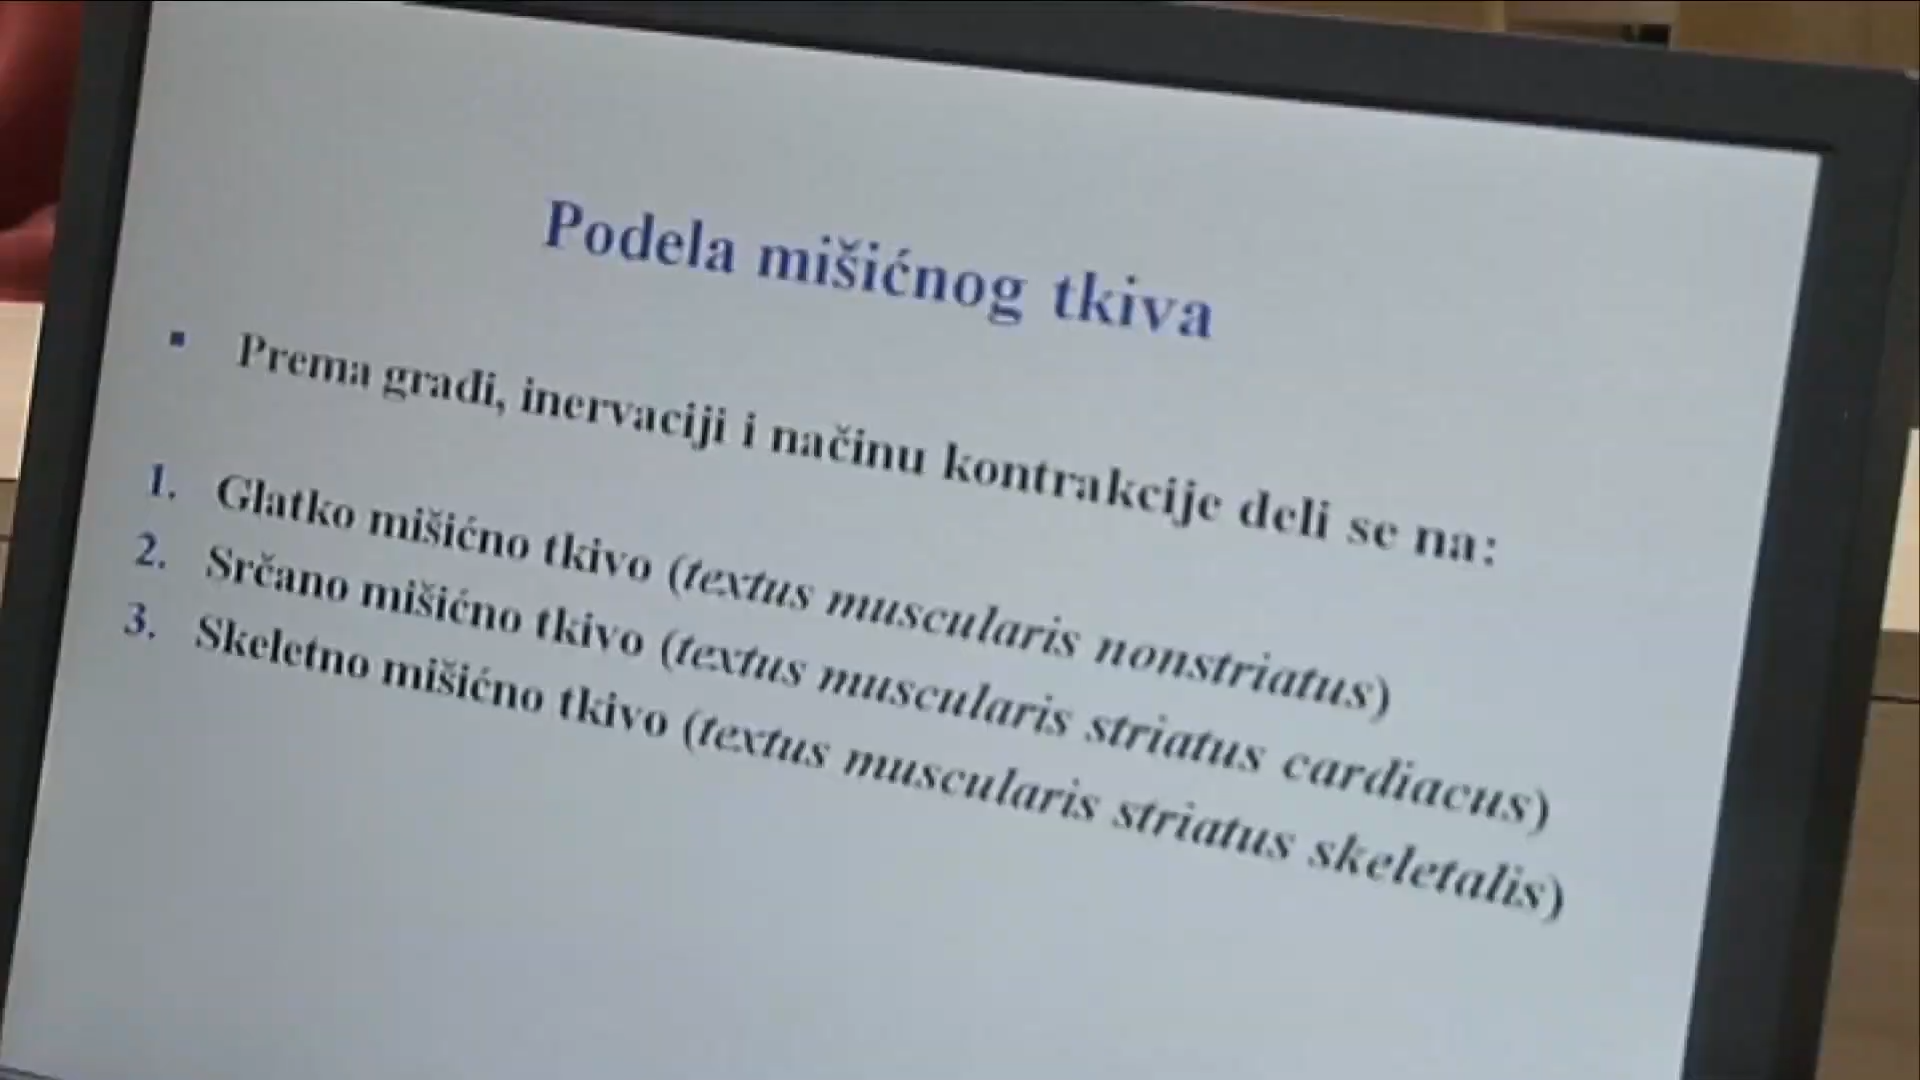 Podela mišićnog tkiva
▪ Prema građi, inervaciji i načinu kontrakcije deli se na:
1. Glatko mišićno tkivo (textus muscularis nonstriatus)
2. Srčano mišićno tkivo (textus muscularis striatus cardiacus)
3. Skeletno mišićno tkivo (textus muscularis striatus skeletalis)